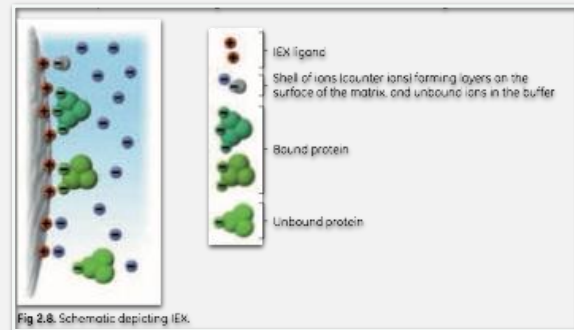 IEX ligand
Shell of ions (counter ions) forming layers on the
surface of the matrix, and unbound ions in the buffer
Bound protein
Unbound protein
Fig 2.8. Schematic depicting IEX.